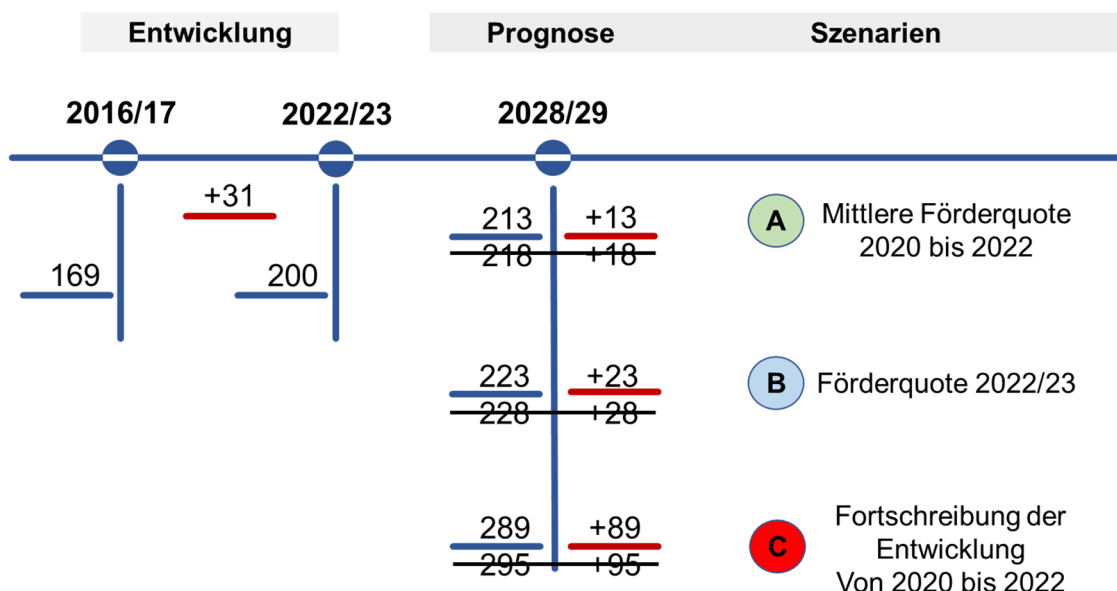 Entwicklung
Prognose
Szenarien
2016/17
2022/23
2028/29
+31
169
200
213
+13
218
+18
A
Mittlere Förderquote
2020 bis 2022
223
+23
228
+28
B
Förderquote 2022/23
289
+89
295
+95
C
Fortschreibung der
Entwicklung
Von 2020 bis 2022